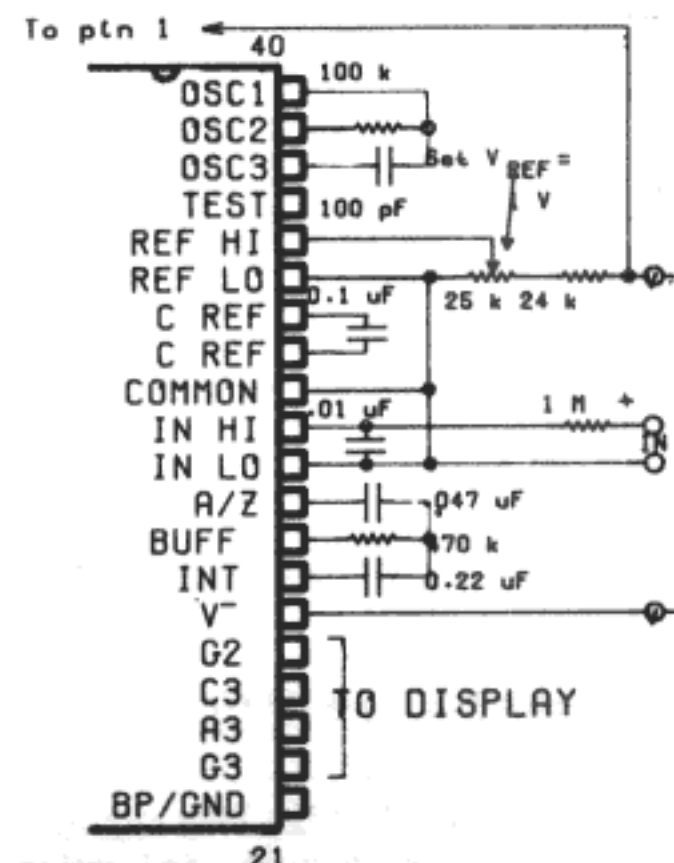 To pin 1
40
100 k
OSC1
OSC2
OSC3
Set V REF =
1 V
TEST
100 pF
REF HI
REF LO
0.1 uF
25 k 24 k
C REF
C REF
COMMON
.01 uF
1 M +
IN HI
IN
IN LO
A/Z
.047 uF
BUFF
470 k
INT
0.22 uF
V-
G2
C3
TO DISPLAY
A3
G3
BP/GND
21